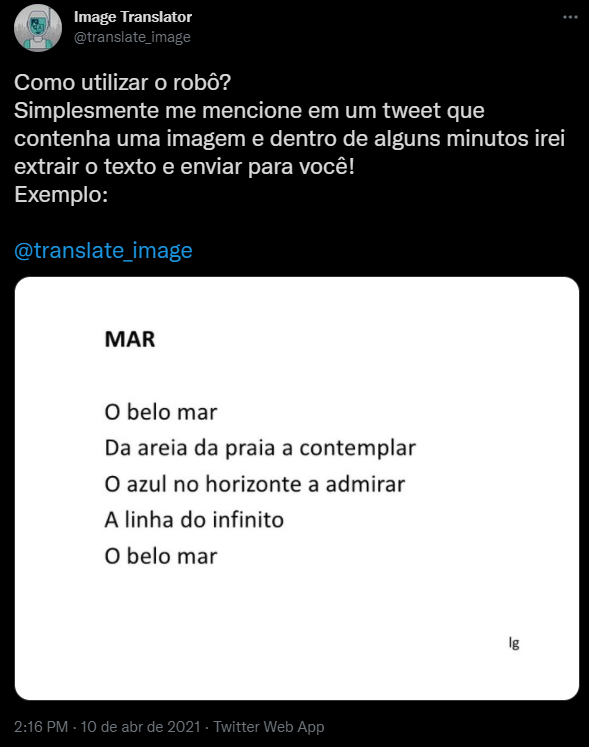 Image Translator
@translate_image
Como utilizar o robô?
Simplesmente me mencione em um tweet que
contenha uma imagem e dentro de alguns minutos irei
extrair o texto e enviar para você!
Exemplo:
@translate_image
MAR
O belo mar
Da areia da praia a contemplar
O azul no horizonte a admirar
A linha do infinito
O belo mar
lg
2:16 PM · 10 de abr de 2021 · Twitter Web App